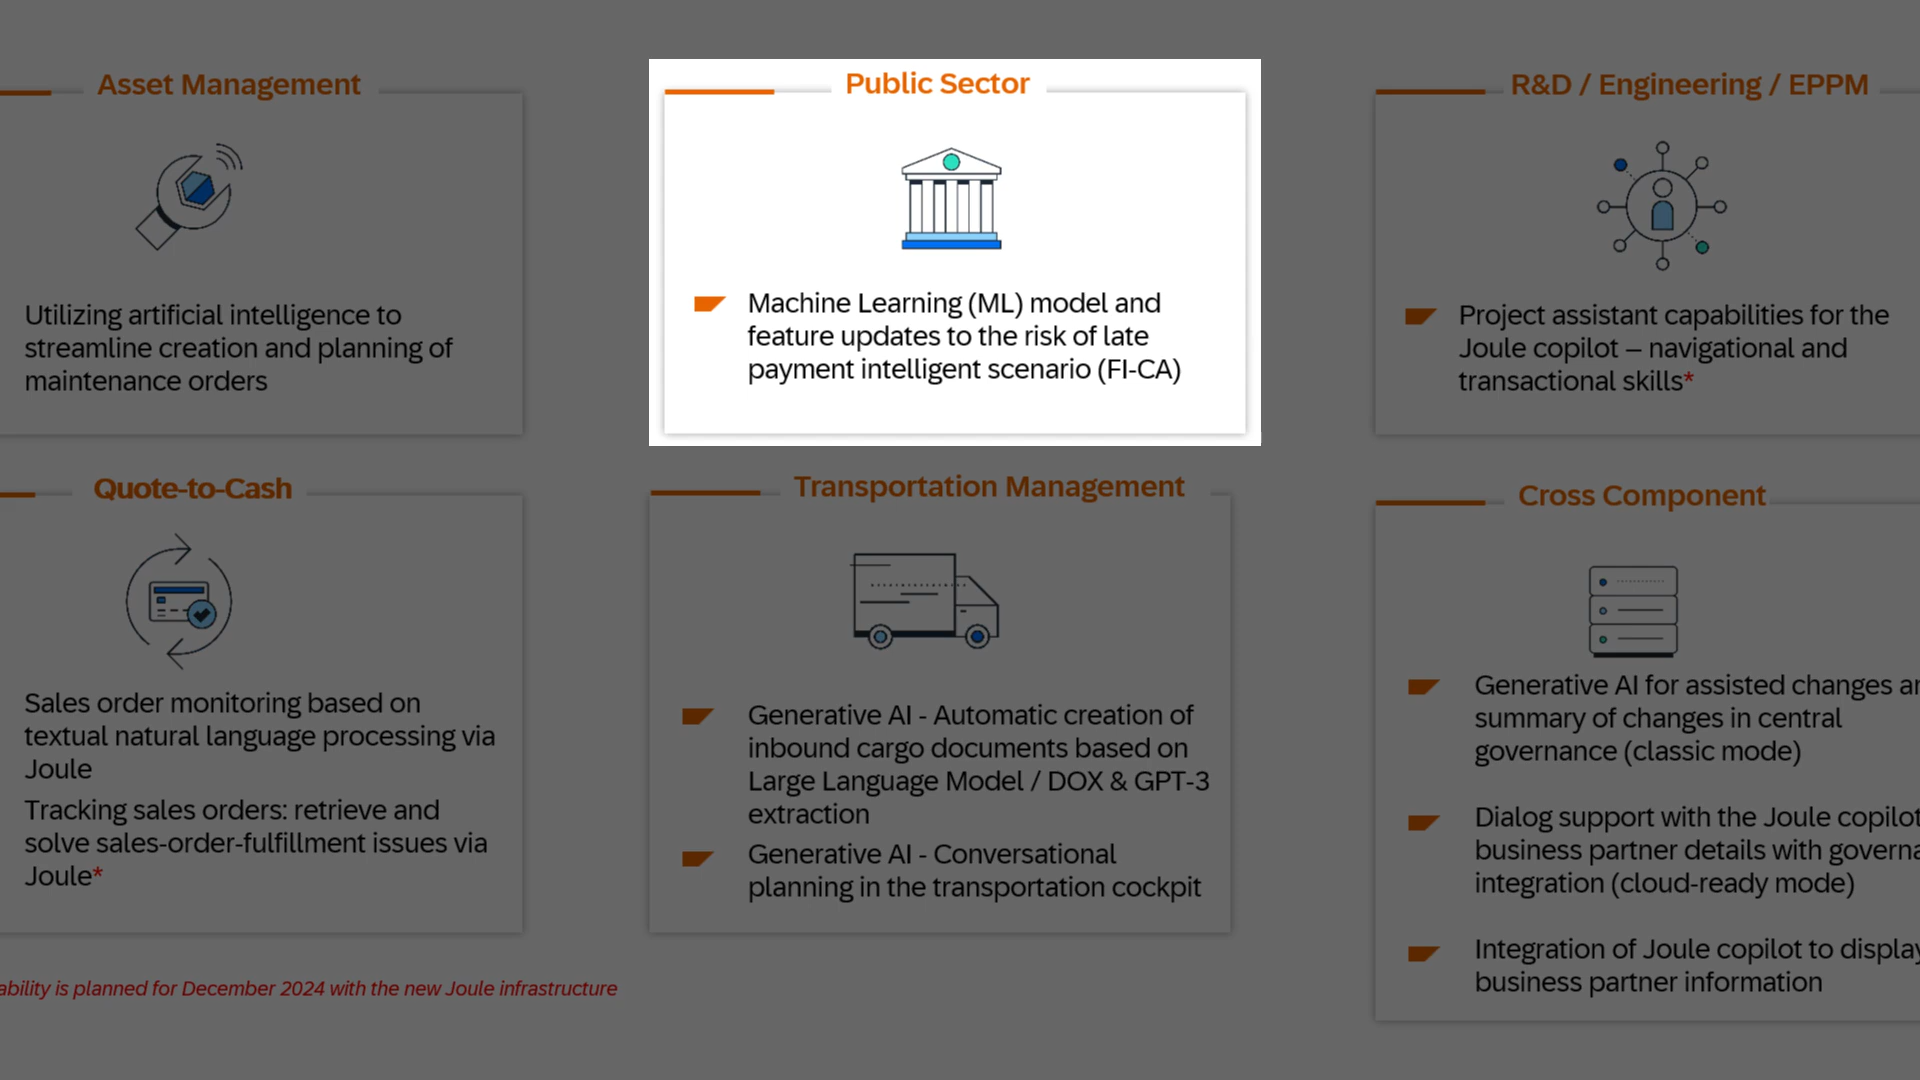 Asset Management
Utilizing artificial intelligence to
streamline creation and planning of
maintenance orders
Public Sector
Machine Learning (ML) model and
feature updates to the risk of late
payment intelligent scenario (FI-CA)
R&D / Engineering / EPPM
Project assistant capabilities for the
Joule copilot – navigational and
transactional skills*
Quote-to-Cash
Sales order monitoring based on
textual natural language processing via
Joule
Tracking sales orders: retrieve and
solve sales-order-fulfillment issues via
Joule*
Transportation Management
Generative AI - Automatic creation of
inbound cargo documents based on
Large Language Model / DOX & GPT-3
extraction
Generative AI - Conversational
planning in the transportation cockpit
Cross Component
Generative AI for assisted changes
summary of changes in central
governance (classic mode)
Dialog support with the Joule copilot
business partner details with
integration (cloud-ready mode)
Integration of Joule copilot to display
business partner information
is planned for December 2024 with the new Joule infrastructure